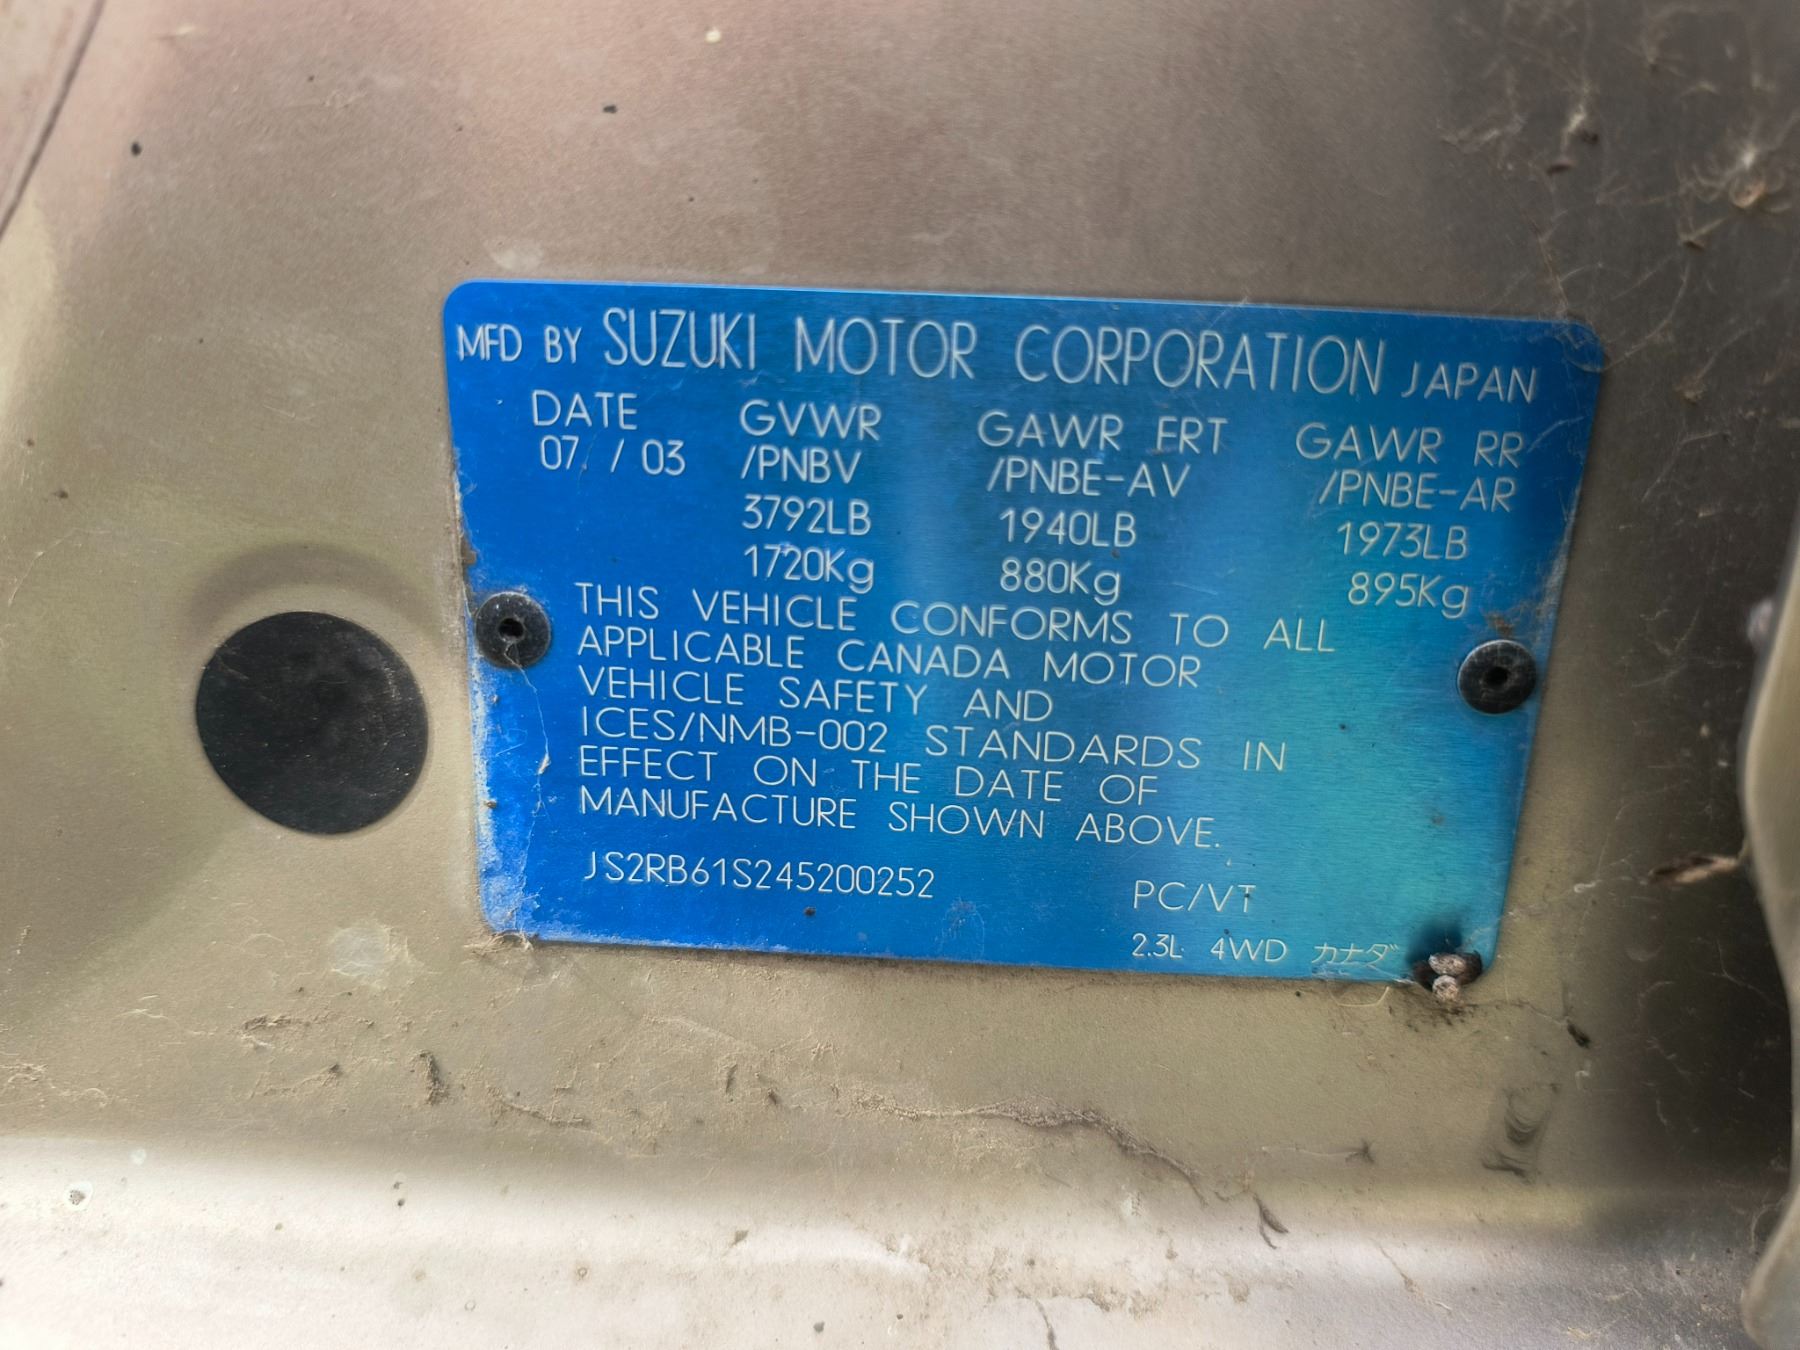 MFD BY SUZUKI MOTOR CORPORATION JAPAN
DATE GVWR GAWR FRT GAWR RR
07 / 03 /PNBV /PNBE-AV /PNBE-AR
3792LB 1940LB 1973LB
1720Kg 880Kg 895Kg
THIS VEHICLE CONFORMS TO ALL
APPLICABLE CANADA MOTOR
VEHICLE SAFETY AND
ICES/NMB-002 STANDARDS IN
EFFECT ON THE DATE OF
MANUFACTURE SHOWN ABOVE.
JS2RB61S245200252 PC/VT
2.3L 4WD カナダ